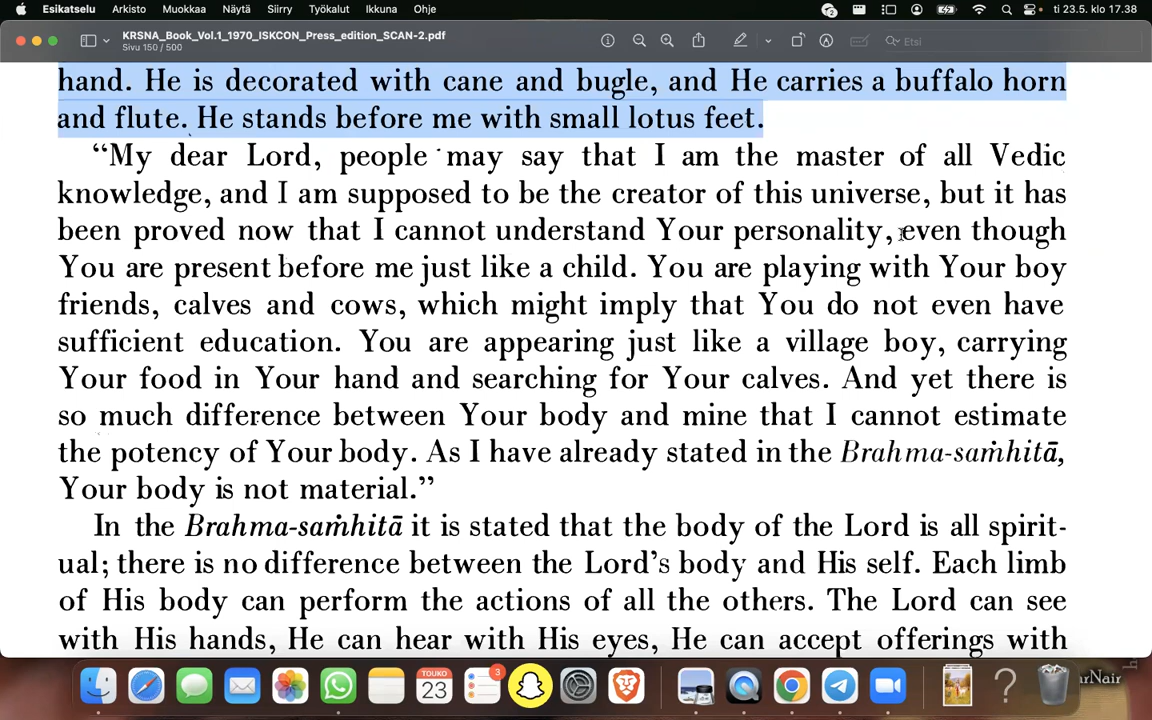 Esikatselu Arkisto Muokkaa Näytä Siirry Työkalut Ikkuna Ohje 2 ti 23.5. klo 17.38
KRSNA_Book_Vol.1_1970_ISKCON_Press_edition_SCAN-2.pdf
Sivu 150 / 500
Etsi
hand. He is decorated with cane and bugle, and He carries a buffalo horn
and flute. He stands before me with small lotus feet.
“My dear Lord, people may say that I am the master of all Vedic
knowledge, and I am supposed to be the creator of this universe, but it has
been proved now that I cannot understand Your personality, even though
You are present before me just like a child. You are playing with Your boy
friends, calves and cows, which might imply that You do not even have
sufficient education. You are appearing just like a village boy, carrying
Your food in Your hand and searching for Your calves. And yet there is
so much difference between Your body and mine that I cannot estimate
the potency of Your body. As I have already stated in the Brahma-saṁhitā,
Your body is not material.”
In the Brahma-saṁhitā it is stated that the body of the Lord is all spirit-
ual; there is no difference between the Lord’s body and His self. Each limb
of His body can perform the actions of all the others. The Lord can see
with His hands, He can hear with His eyes, He can accept offerings with
TOUKO
23
3
arNair